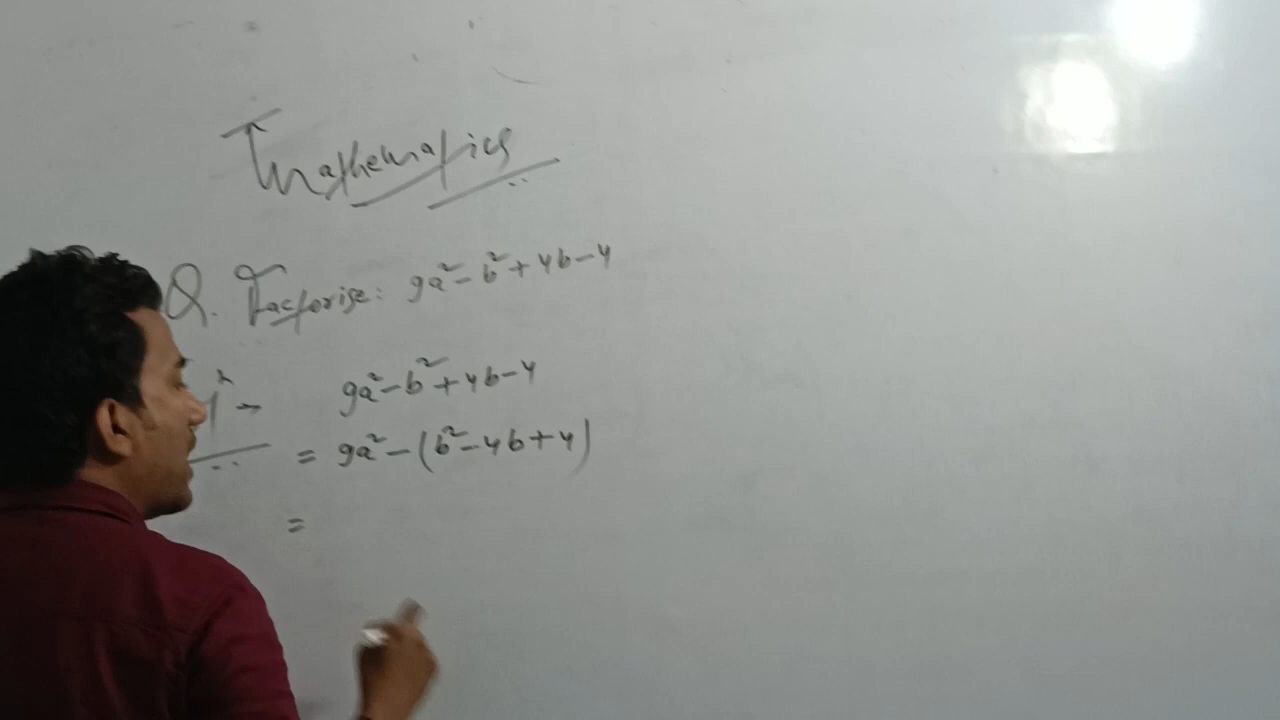 Mathematics
Q. Factorise: 9a²-b²+4b-4
9a²-b²+4b-4
= 9a²-(b²-4b+4)
=